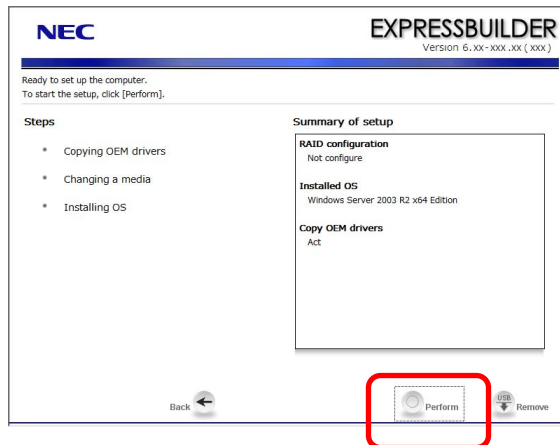 NEC
EXPRESSBUILDER
Version 6.xx-xxx.xx (xxx)
Ready to set up the computer.
To start the setup, click [Perform].
Steps
* Copying OEM drivers
* Changing a media
* Installing OS
Summary of setup
RAID configuration
Not configure
Installed OS
Windows Server 2003 R2 x64 Edition
Copy OEM drivers
Act
Back
Perform
USB
Remove